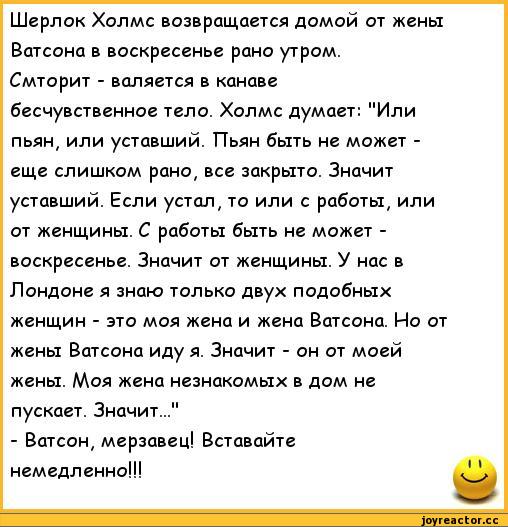 Шерлок Холмс возвращается домой от жены
Ватсона в воскресенье рано утром.
Смторит - валяется в канаве
бесчувственное тело. Холмс думает: "Или
пьян, или уставший. Пьян быть не может -
еще слишком рано, все закрыто. Значит
уставший. Если устал, то или с работы, или
от женщины. С работы быть не может -
воскресенье. Значит от женщины. У нас в
Лондоне я знаю только двух подобных
женщин - это моя жена и жена Ватсона. Но от
жены Ватсона иду я. Значит - он от моей
жены. Моя жена незнакомых в дом не
пускает. Значит..."
- Ватсон, мерзавец! Вставайте
немедленно!!!
joyreactor.cc